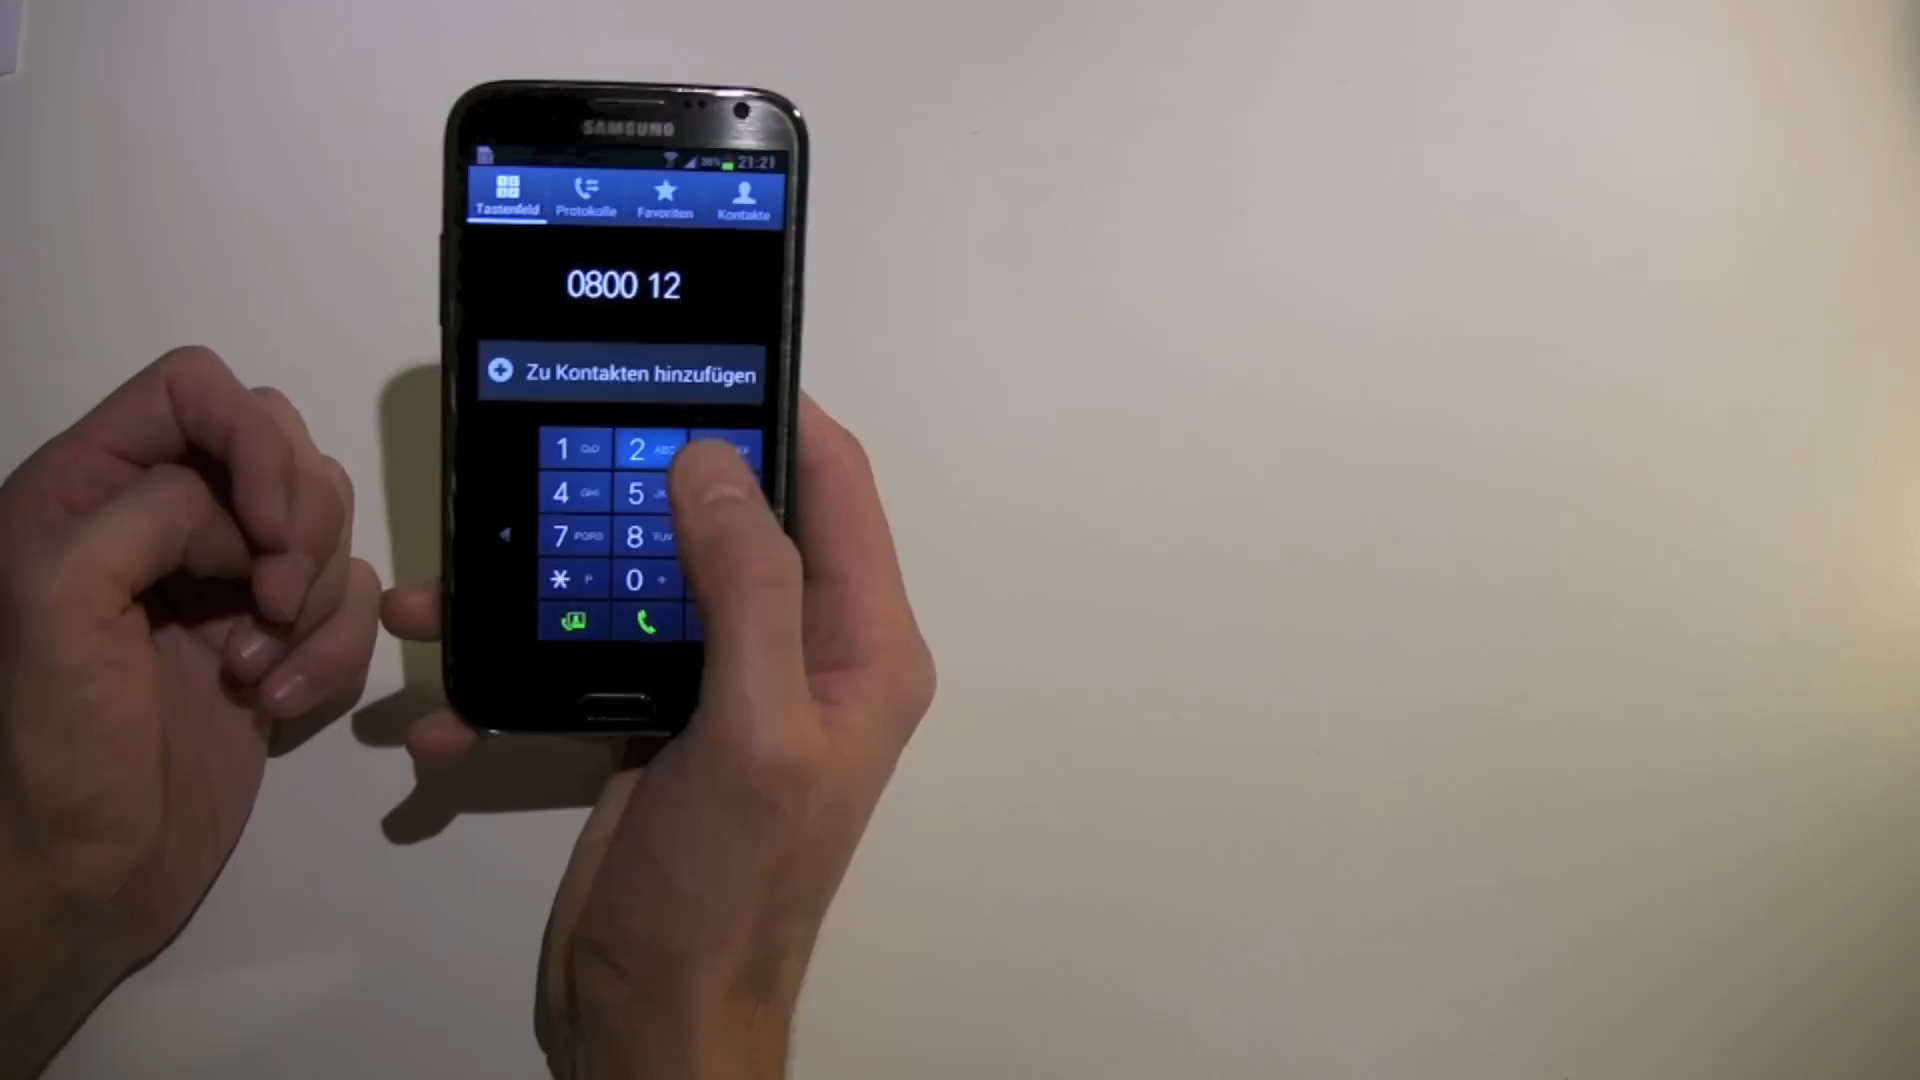 SAMSUNG
21:21
Tastenfeld Protokolle Favoriten Kontakte
0800 12
Zu Kontakten hinzufügen
1 2 ABC
4 GHI 5
7 PQRS 8 TUV
* P 0 +